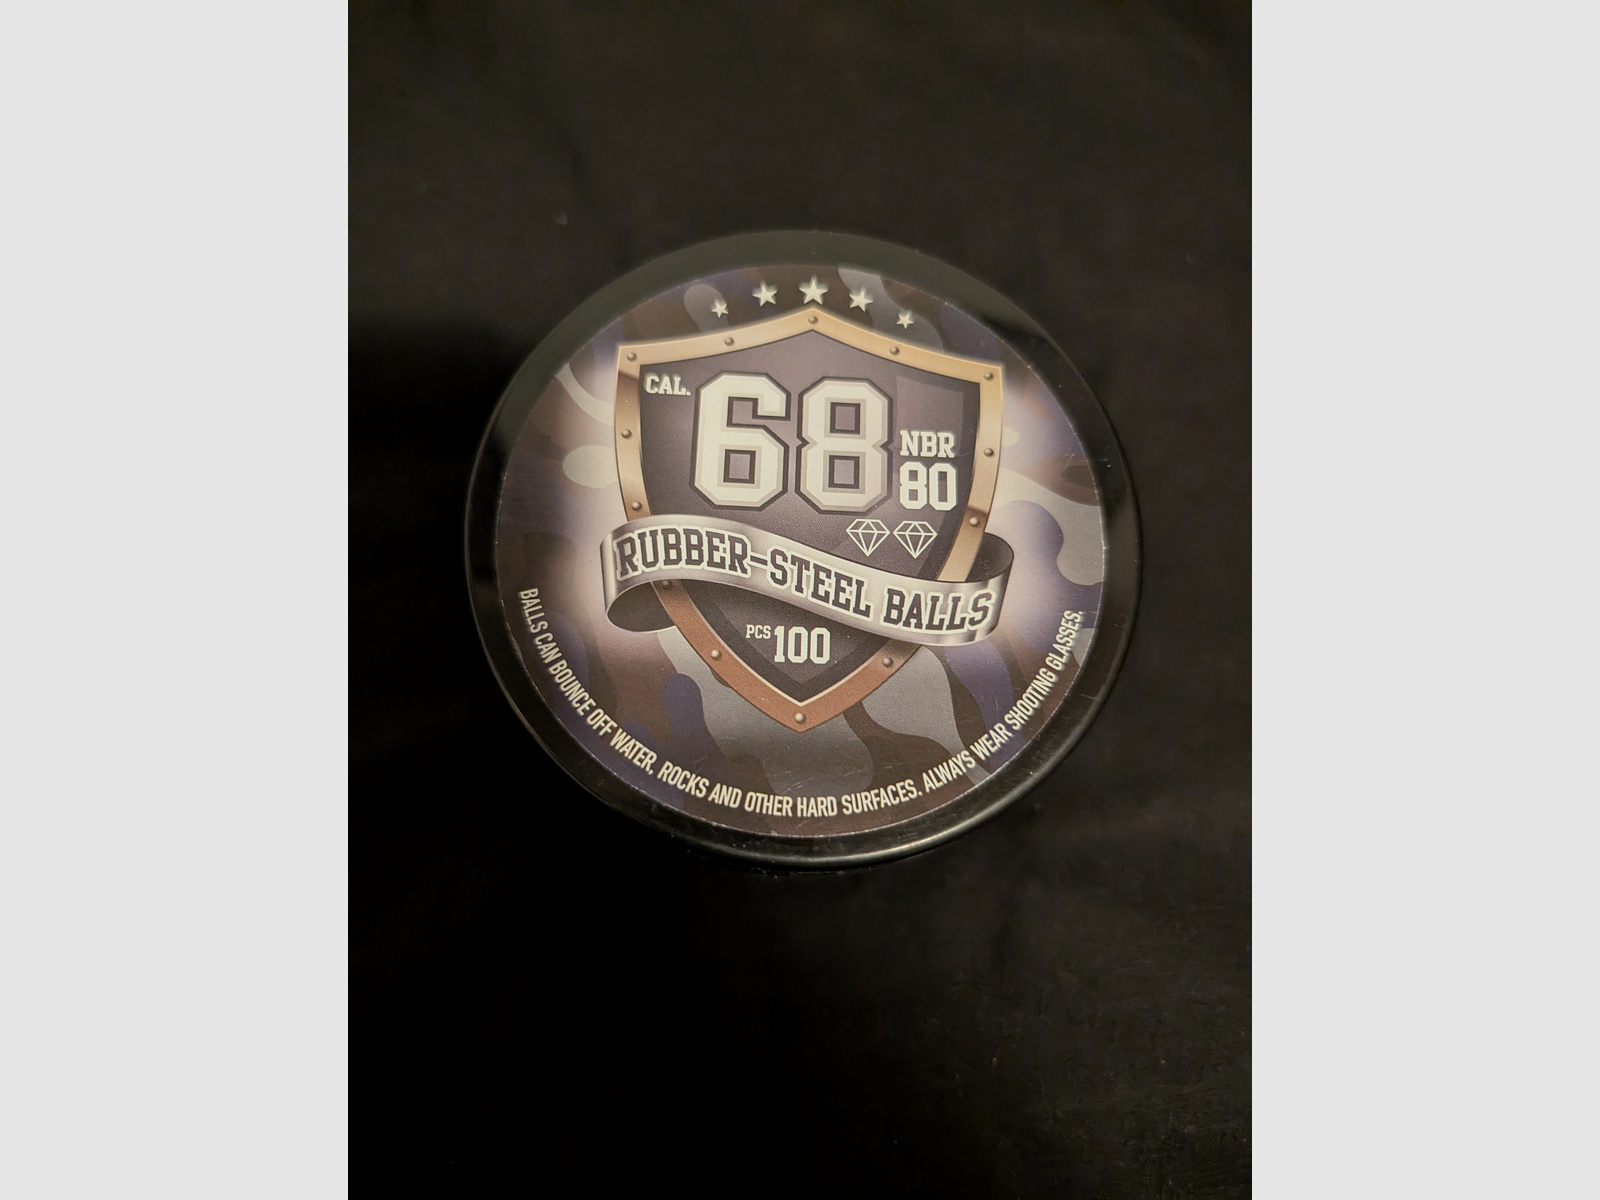 CAL. 68 NBR
80
RUBBER-STEEL BALLS
PCS 100
BALLS CAN BOUNCE OFF WATER, ROCKS AND OTHER HARD SURFACES. ALWAYS WEAR SHOOTING GLASSES.